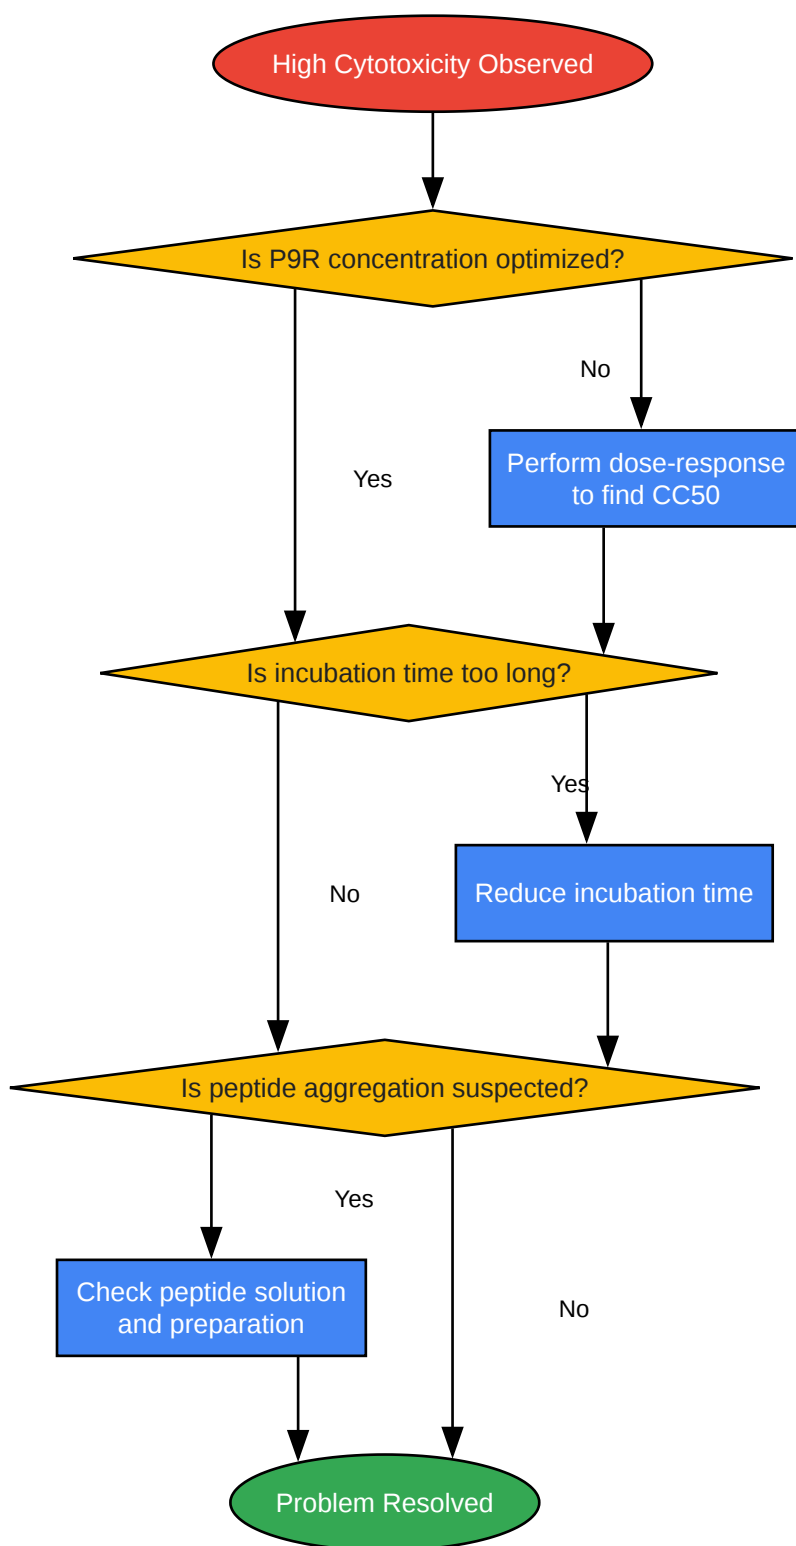 High Cytotoxicity Observed
Is P9R concentration optimized?
No
Perform dose-response
to find CC50
Yes
Is incubation time too long?
Yes
Reduce incubation time
No
Is peptide aggregation suspected?
Yes
Check peptide solution
and preparation
No
Problem Resolved